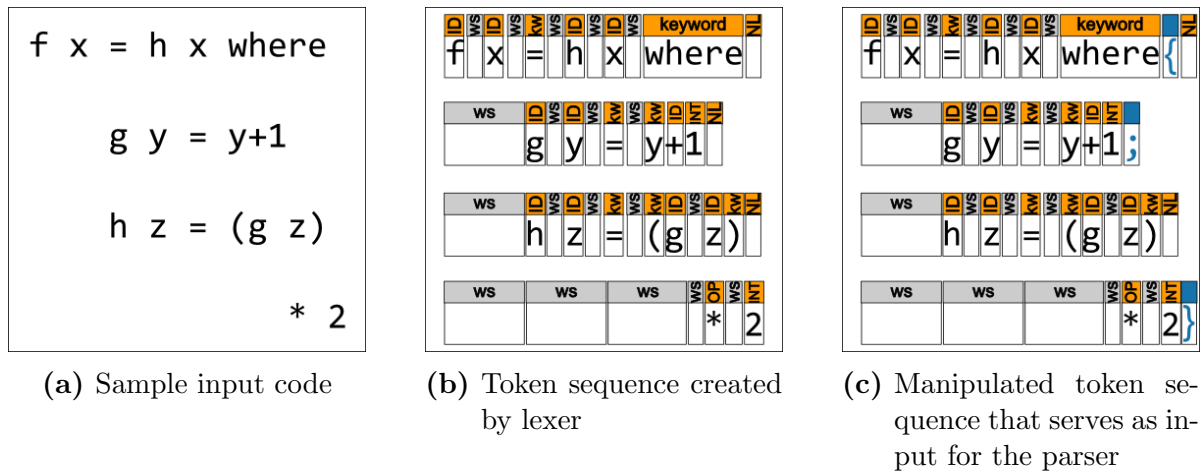 f x = h x where
g y = y+1
h z = (g z)
* 2
(a) Sample input code
ID ws ID ws kw ws ID ws ID ws keyword NL
f x = h x where
ws ID ws ID ws kw ws kw ID INT NL
g y = y+1
ws ID ws ID ws kw ws kw ID ws ID kw NL
h z = (g z)
ws ws ws ws OP ws INT
* 2
(b) Token sequence created
by lexer
ID ws ID ws kw ws ID ws ID ws keyword NL
f x = h x where {
ws ID ws ID ws kw ws kw ID INT
g y = y+1 ;
ws ID ws ID ws kw ws kw ID ws ID kw NL
h z = (g z)
ws ws ws ws OP ws INT
* 2 }
(c) Manipulated token se-
quence that serves as in-
put for the parser